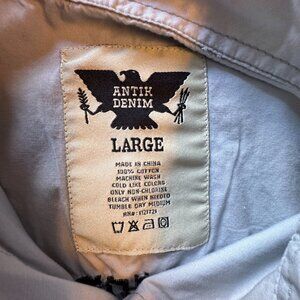 ANTIK
DENIM
LARGE
MADE IN CHINA
100% COTTON
MACHINE WASH
COLD LIKE COLORS
ONLY NON-CHLORINE
BLEACH WHEN NEEDED
TUMBLE DRY MEDIUM